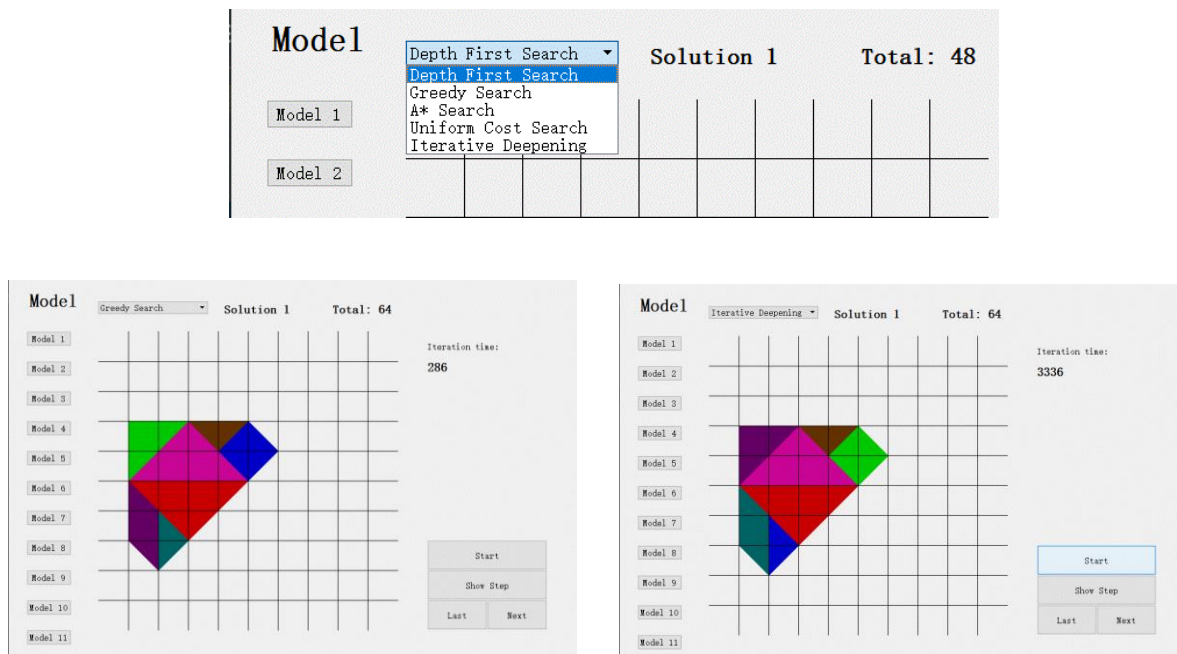 Model
Depth First Search
Solution 1
Total: 48
Depth First Search
Greedy Search
A* Search
Uniform Cost Search
Iterative Deepening
Model 1
Model 2
Model
Greedy Search
Solution 1
Total: 64
Model 1
Model 2
Model 3
Model 4
Model 5
Model 6
Model 7
Model 8
Model 9
Model 10
Model 11
Iteration time:
286
Start
Show Step
Last
Next
Model
Iterative Deepening
Solution 1
Total: 64
Model 1
Model 2
Model 3
Model 4
Model 5
Model 6
Model 7
Model 8
Model 9
Model 10
Model 11
Iteration time:
3336
Start
Show Step
Last
Next